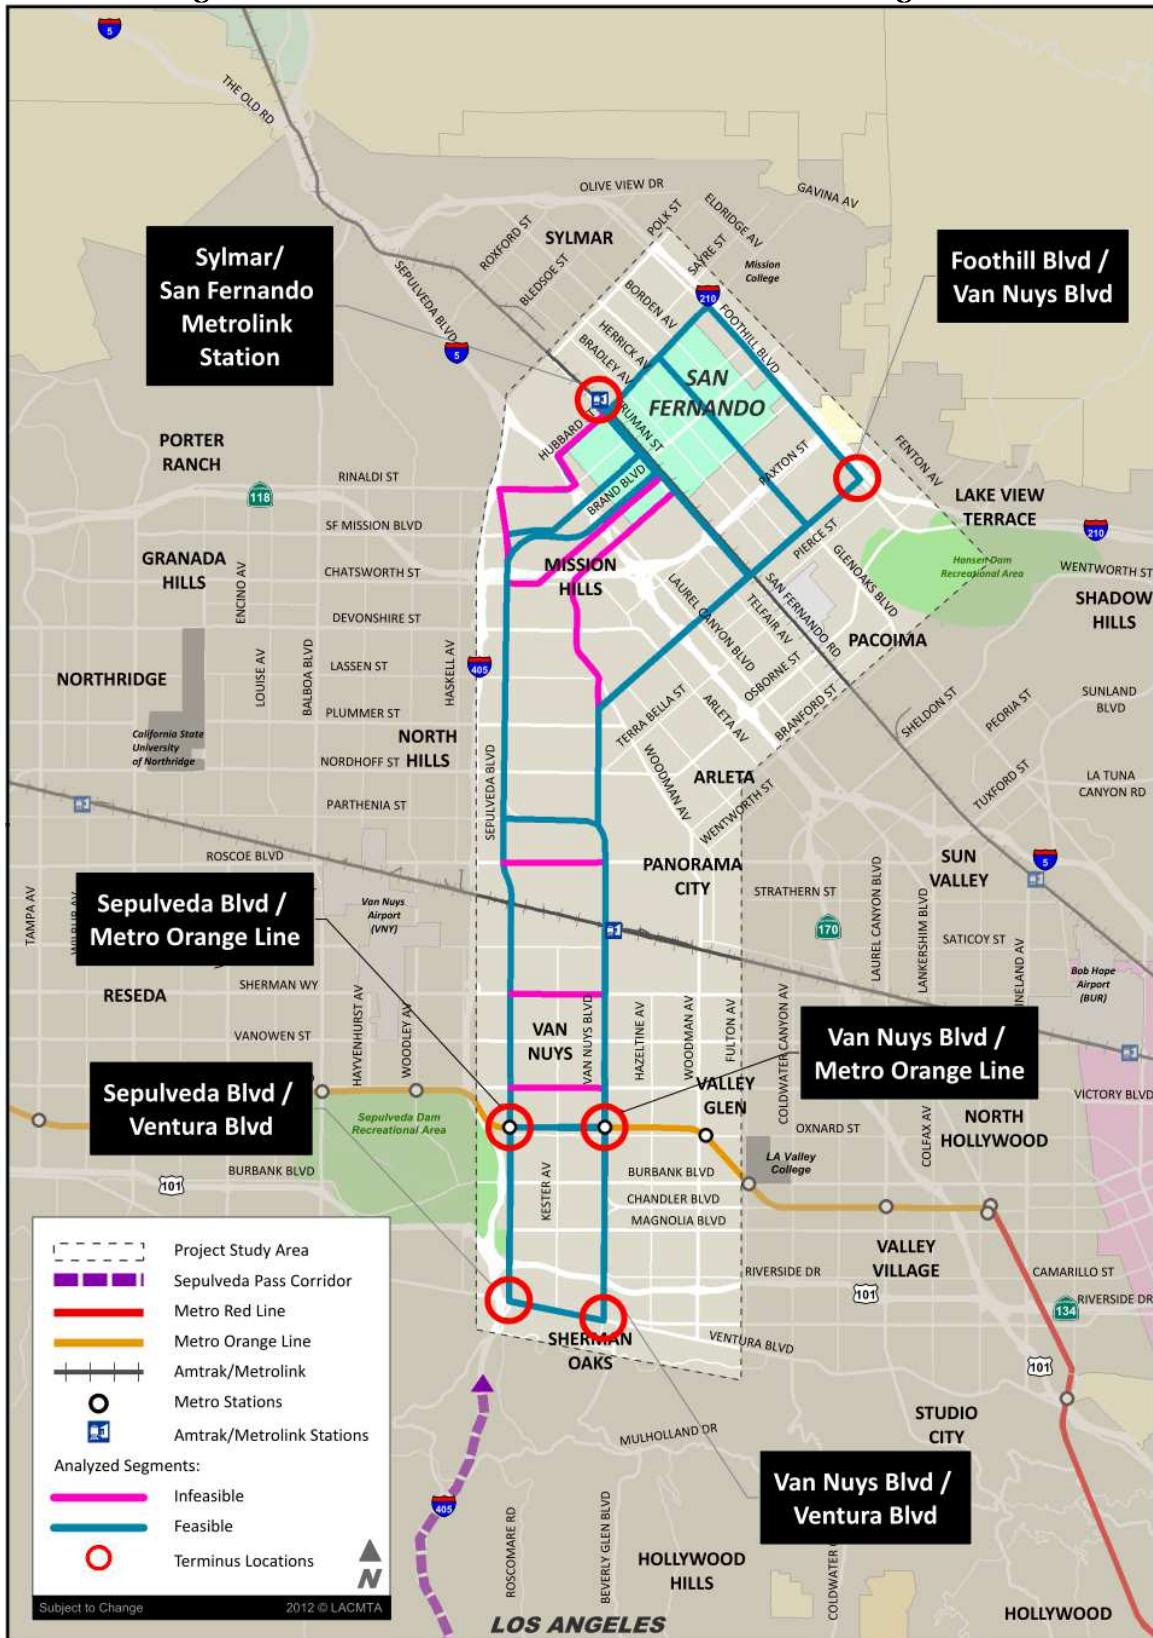 THE OLD RD
OLIVE VIEW DR
GAVINA AV
ELDRIDGE AV
POLK ST
SAYRE ST
ROXFORD ST
SYLMAR
BLEDSOE ST
Mission
College
SEPULVEDA BLVD
Sylmar/
San Fernando
Metrolink
Station
Foothill Blvd /
Van Nuys Blvd
5
210
BORDEN AV
HERRICK AV
BRADLEY AV
FOOTHILL BLVD
5
SAN
FERNANDO
TRUMAN ST
HUBBARD
PORTER
RANCH
RINALDI ST
118
BRAND BLVD
PAXTON ST
FENTON AV
LAKE VIEW
TERRACE
SF MISSION BLVD
210
GRANADA
HILLS
CHATSWORTH ST
MISSION
HILLS
PIERCE ST
GLENOAKS BLVD
Hansen Dam
Recreational Area
WENTWORTH ST
SHADOW
HILLS
ENCINO AV
DEVONSHIRE ST
LAUREL CANYON BLVD
TELFAIR AV
SAN FERNANDO RD
PACOIMA
NORTHRIDGE
LOUISE AV
BALBOA BLVD
LASSEN ST
HASKELL AV
405
OSBORNE ST
BRANFORD ST
SHELDON ST
PEORIA ST
SUNLAND
BLVD
PLUMMER ST
TERRA BELLA ST
ARLETA AV
California State
University
of Northridge
NORTH
HILLS
NORDHOFF ST
WOODMAN AV
ARLETA
WENTWORTH ST
TUXFORD ST
LA TUNA
CANYON RD
PARTHENIA ST
SEPULVEDA BLVD
ROSCOE BLVD
PANORAMA
CITY
SUN
VALLEY
5
STRATHERN ST
170
LAUREL CANYON BLVD
LANKERSHIM BLVD
SATICOY ST
Sepulveda Blvd /
Metro Orange Line
TAMPA AV
Van Nuys
Airport
(VNY)
Bob Hope
Airport
(BUR)
RESEDA
SHERMAN WY
VANOWEN ST
HAYVENHURST AV
WOODLEY AV
VAN
NUYS
VAN NUYS BLVD
HAZELTINE AV
WOODMAN AV
FULTON AV
COLDWATER CANYON AV
Van Nuys Blvd /
Metro Orange Line
Sepulveda Blvd /
Ventura Blvd
VALLEY
GLEN
VICTORY BLVD
NORTH
HOLLYWOOD
COLFAX AV
Sepulveda Dam
Recreational Area
OXNARD ST
LA Valley
College
BURBANK BLVD
101
KESTER AV
BURBANK BLVD
CHANDLER BLVD
MAGNOLIA BLVD
VALLEY
VILLAGE
RIVERSIDE DR
101
CAMARILLO ST
134
RIVERSIDE DR
SHERMAN
OAKS
VENTURA BLVD
101
STUDIO
CITY
MULHOLLAND DR
Van Nuys Blvd /
Ventura Blvd
405
ROSCOMARE RD
BEVERLY GLEN BLVD
HOLLYWOOD
HILLS
HOLLYWOOD
LOS ANGELES
Project Study Area
Sepulveda Pass Corridor
Metro Red Line
Metro Orange Line
Amtrak/Metrolink
Metro Stations
Amtrak/Metrolink Stations
Analyzed Segments:
Infeasible
Feasible
Terminus Locations
N
Subject to Change
2012 © LACMTA